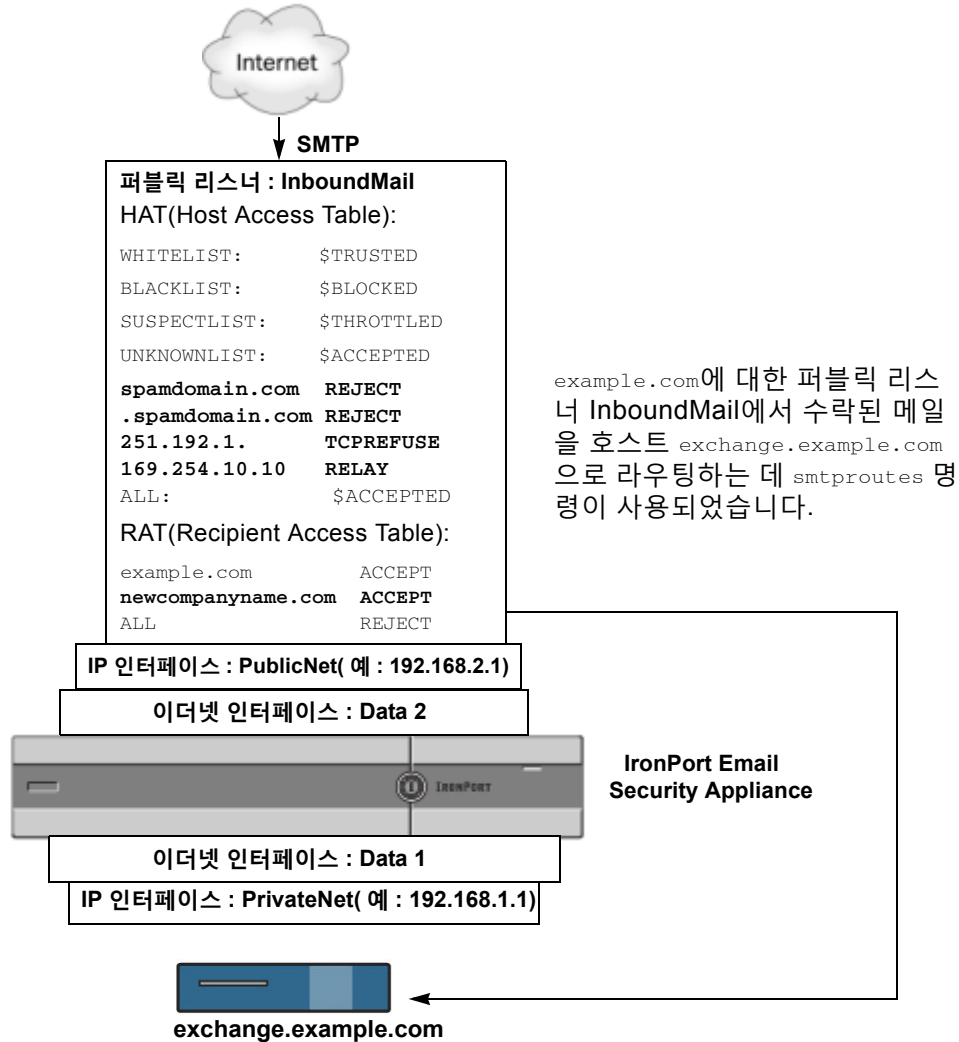 Internet
SMTP
퍼블릭 리스너 : InboundMail
HAT(Host Access Table):
WHITELIST: $TRUSTED
BLACKLIST: $BLOCKED
SUSPECTLIST: $THROTTLED
UNKNOWNLIST: $ACCEPTED
spamdomain.com REJECT
.spamdomain.com REJECT
251.192.1. TCPREFUSE
169.254.10.10 RELAY
ALL: $ACCEPTED
RAT(Recipient Access Table):
example.com ACCEPT
newcompanyname.com ACCEPT
ALL REJECT
example.com에 대한 퍼블릭 리스
너 InboundMail에서 수락된 메일
을 호스트 exchange.example.com
으로 라우팅하는 데 smtproutes 명
령이 사용되었습니다.
IP 인터페이스 : PublicNet( 예 : 192.168.2.1)
이더넷 인터페이스 : Data 2
IRONPORT
IronPort Email
Security Appliance
이더넷 인터페이스 : Data 1
IP 인터페이스 : PrivateNet( 예 : 192.168.1.1)
exchange.example.com